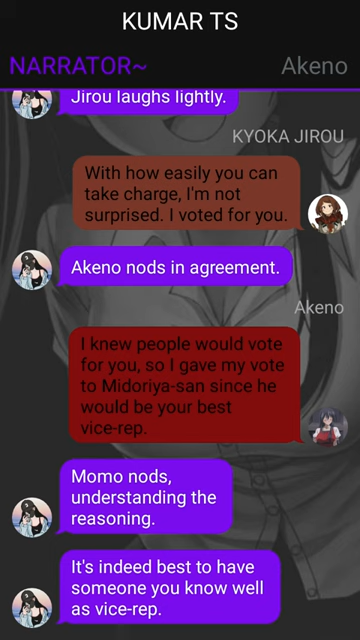 KUMAR TS
NARRATOR~
Akeno
Jirou laughs lightly.
KYOKA JIROU
With how easily you can
take charge, I'm not
surprised. I voted for you.
Akeno nods in agreement.
Akeno
I knew people would vote
for you, so I gave my vote
to Midoriya-san since he
would be your best
vice-rep.
Momo nods,
understanding the
reasoning.
It's indeed best to have
someone you know well
as vice-rep.